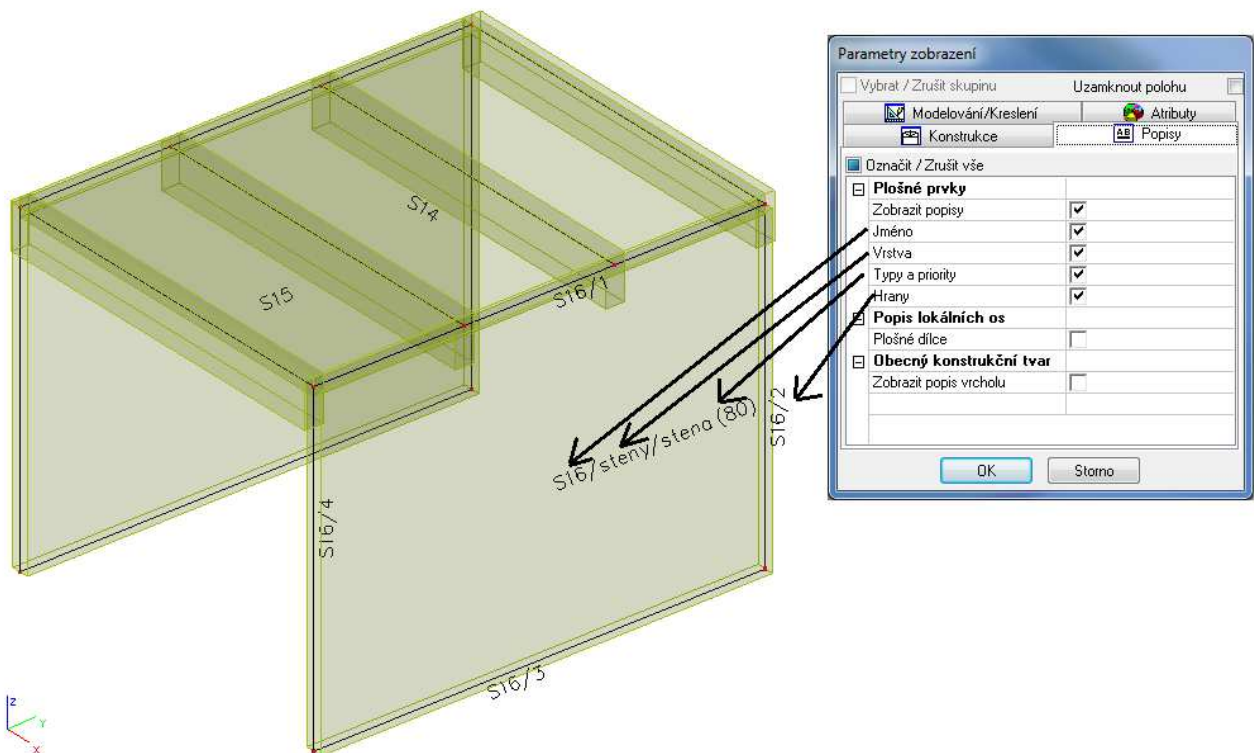 S14
S15
S16/1
S16/2
S16/steny/stena (80)
S16/4
S16/3
Z
Y
X
Parametry zobrazení
Vybrat / Zrušit skupinu Uzamknout polohu
Modelování/Kreslení Atributy
Konstrukce AB Popisy
Označit / Zrušit vše
Plošné prvky
Zobrazit popisy
Jméno
Vrstva
Typy a priority
Hrany
Popis lokálních os
Plošné dílce
Obecný konstrukční tvar
Zobrazit popis vrcholu
OK Storno